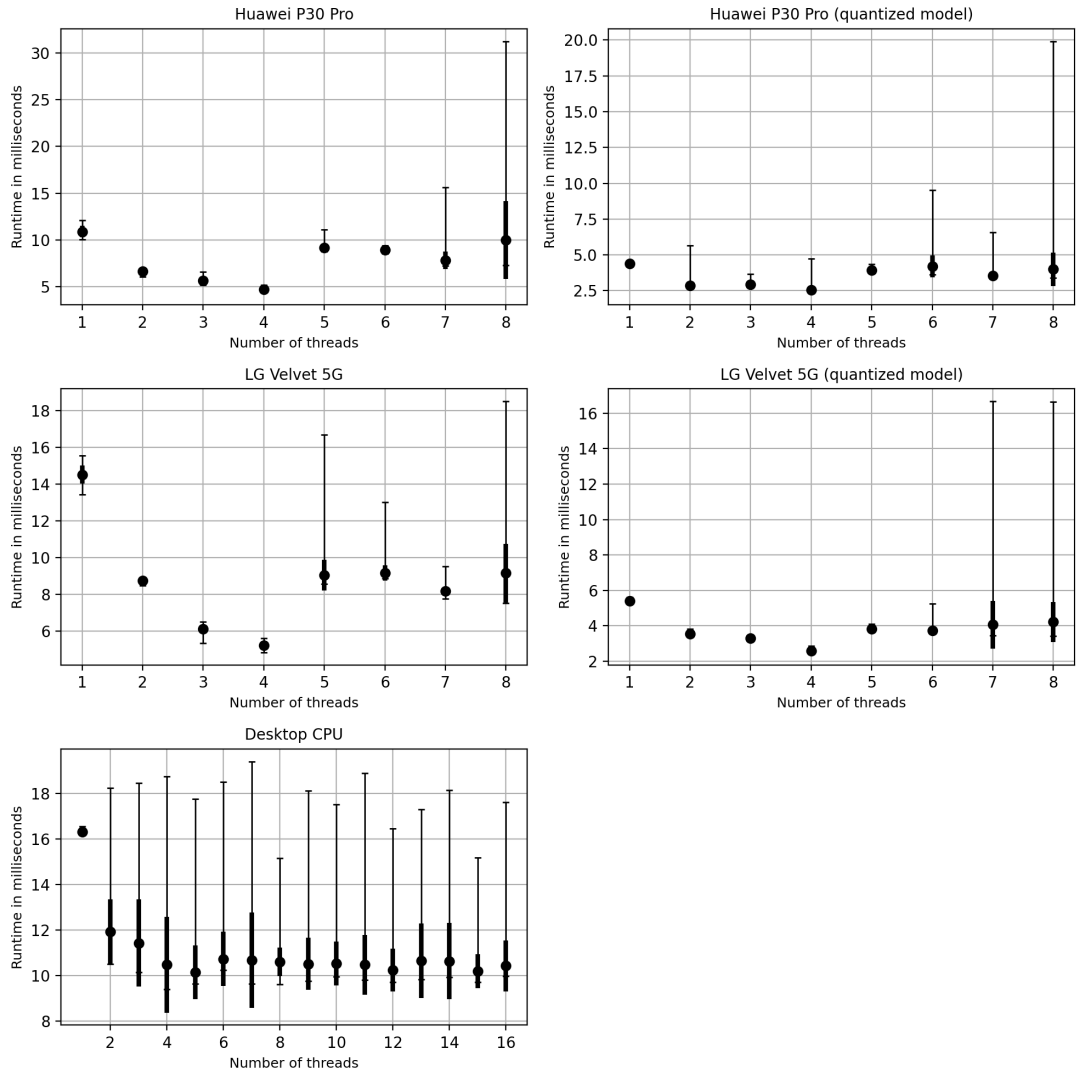 Huawei P30 Pro
Runtime in milliseconds
30
25
20
15
10
5
1 2 3 4 5 6 7 8
Number of threads
Huawei P30 Pro (quantized model)
Runtime in milliseconds
20.0
17.5
15.0
12.5
10.0
7.5
5.0
2.5
1 2 3 4 5 6 7 8
Number of threads
LG Velvet 5G
Runtime in milliseconds
18
16
14
12
10
8
6
1 2 3 4 5 6 7 8
Number of threads
LG Velvet 5G (quantized model)
Runtime in milliseconds
16
14
12
10
8
6
4
2
1 2 3 4 5 6 7 8
Number of threads
Desktop CPU
Runtime in milliseconds
18
16
14
12
10
8
2 4 6 8 10 12 14 16
Number of threads